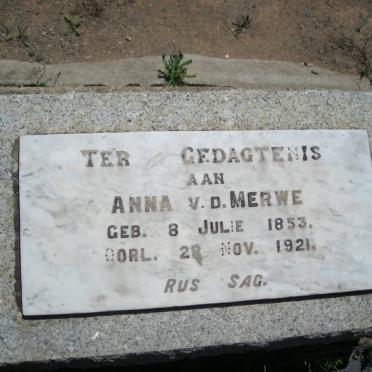 TER GEDAGTENIS
AAN
ANNA V.D. MERWE
GEB. 8 JULIE 1853.
OORL. 28 NOV. 1921.
RUS SAG.